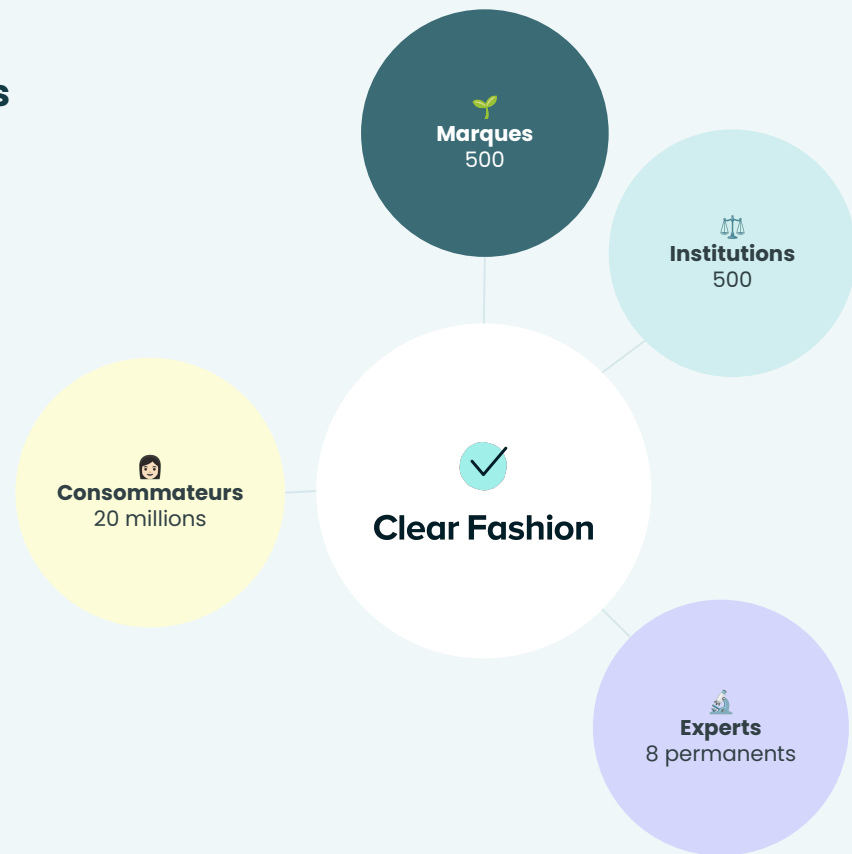 s
Marques
500
Institutions
500
Consommateurs
20 millions
Clear Fashion
Experts
8 permanents